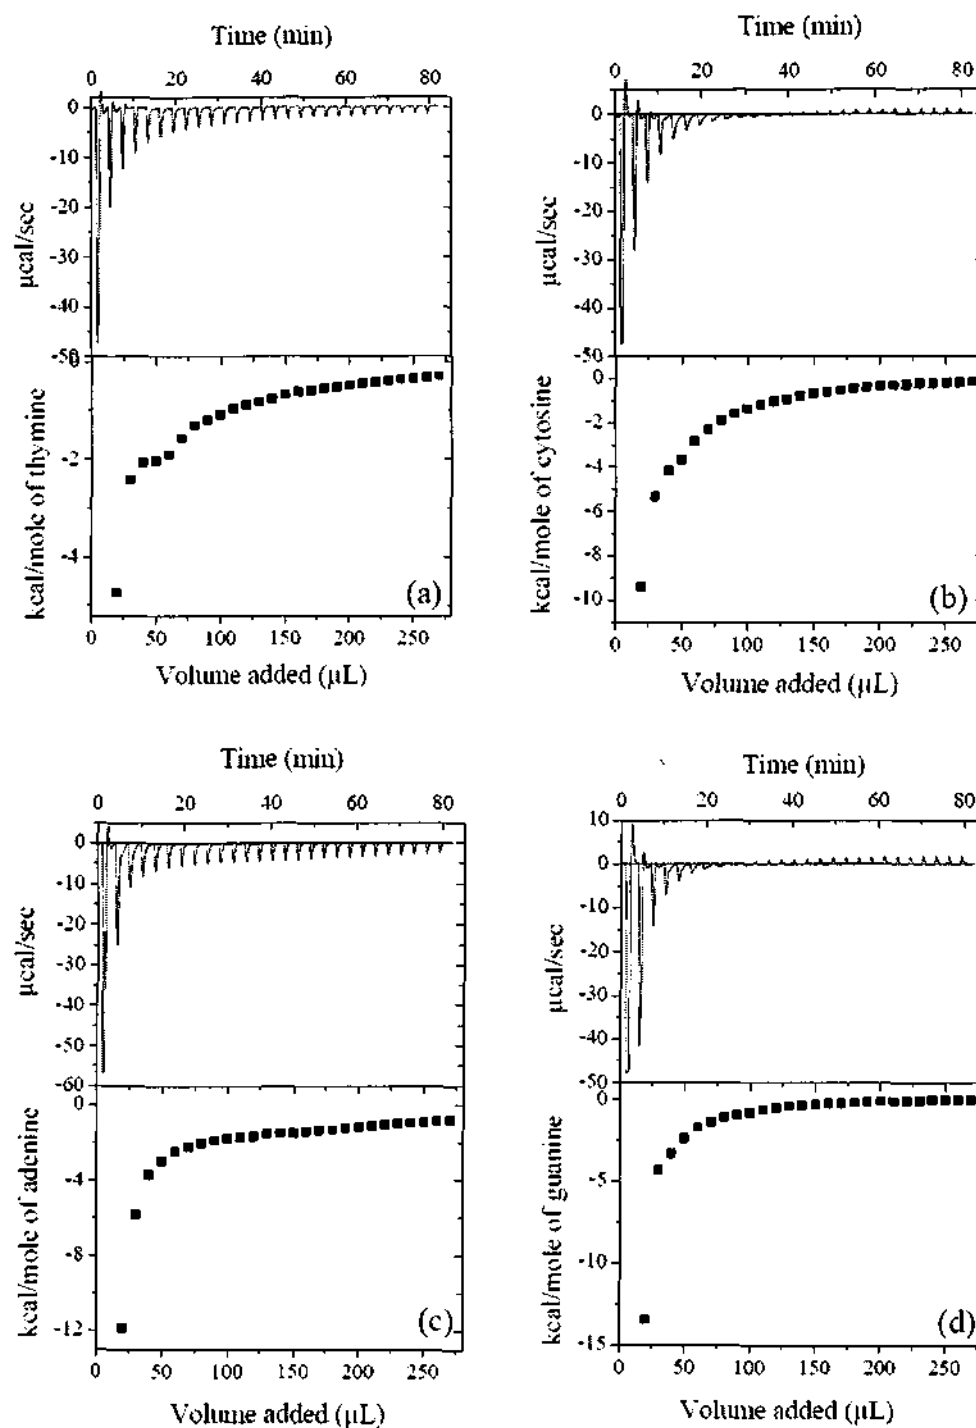 Time (min)
0 20 40 60 80
0
-10
-20
-30
-40
-50
µcal/sec
0
-2
-4
kcal/mole of thymine
(a)
0 50 100 150 200 250
Volume added (µL)
Time (min)
0 20 40 60 80
0
-10
-20
-30
-40
-50
µcal/sec
0
-2
-4
-6
-8
-10
kcal/mole of cytosine
(b)
0 50 100 150 200 250
Volume added (µL)
Time (min)
0 20 40 60 80
0
-10
-20
-30
-40
-50
-60
µcal/sec
0
-4
-8
-12
kcal/mole of adenine
(c)
0 50 100 150 200 250
Volume added (µL)
Time (min)
0 20 40 60 80
10
0
-10
-20
-30
-40
-50
µcal/sec
0
-5
-10
-15
kcal/mole of guanine
(d)
0 50 100 150 200 250
Volume added (µL)